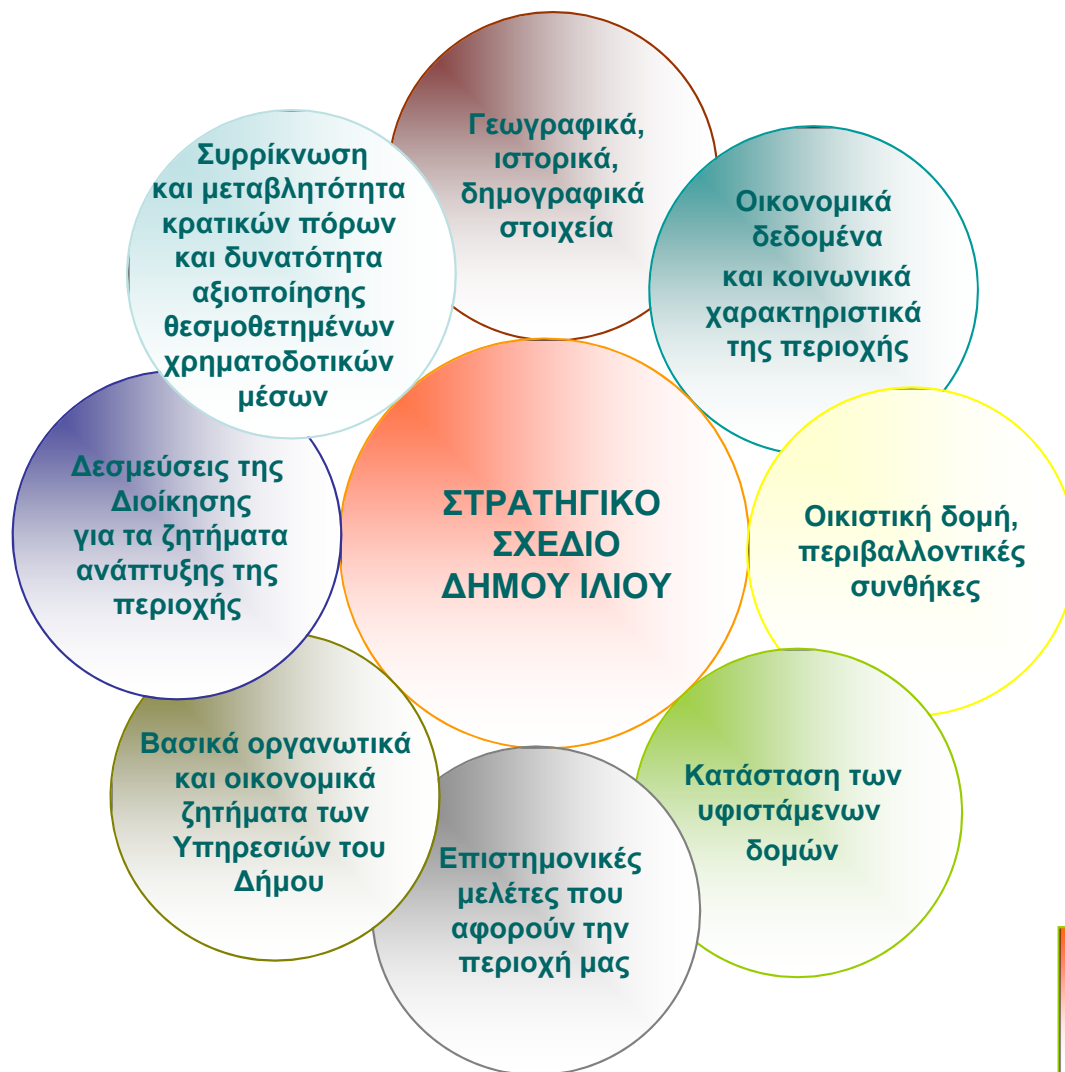 Γεωγραφικά,
ιστορικά,
δημογραφικά
στοιχεία
Οικονομικά
δεδομένα
και κοινωνικά
χαρακτηριστικά
της περιοχής
Οικιστική δομή,
περιβαλλοντικές
συνθήκες
Κατάσταση των
υφιστάμενων
δομών
Επιστημονικές
μελέτες που
αφορούν την
περιοχή μας
Βασικά οργανωτικά
και οικονομικά
ζητήματα των
Υπηρεσιών του
Δήμου
Δεσμεύσεις της
Διοίκησης
για τα ζητήματα
ανάπτυξης της
περιοχής
Συρρίκνωση
και μεταβλητότητα
κρατικών πόρων
και δυνατότητα
αξιοποίησης
θεσμοθετημένων
χρηματοδοτικών
μέσων
ΣΤΡΑΤΗΓΙΚΟ
ΣΧΕΔΙΟ
ΔΗΜΟΥ ΙΛΙΟΥ